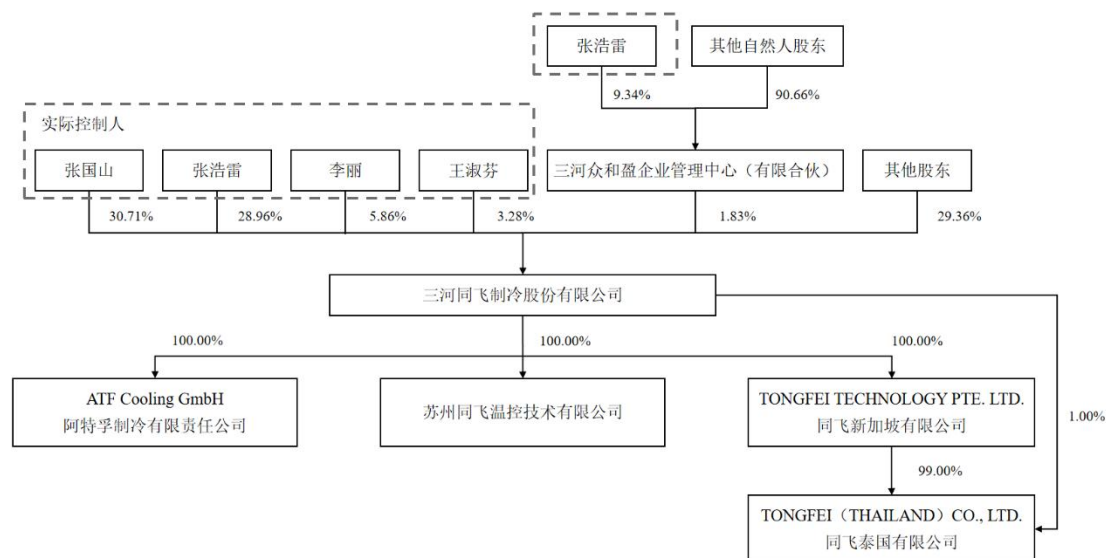 张浩雷
其他自然人股东
9.34%
90.66%
实际控制人
张国山
张浩雷
李丽
王淑芬
三河众和盈企业管理中心（有限合伙）
其他股东
30.71%
28.96%
5.86%
3.28%
1.83%
29.36%
三河同飞制冷股份有限公司
100.00%
100.00%
100.00%
ATF Cooling GmbH
阿特孚制冷有限责任公司
苏州同飞温控技术有限公司
TONGFEI TECHNOLOGY PTE. LTD.
同飞新加坡有限公司
1.00%
99.00%
TONGFEI（THAILAND）CO., LTD.
同飞泰国有限公司